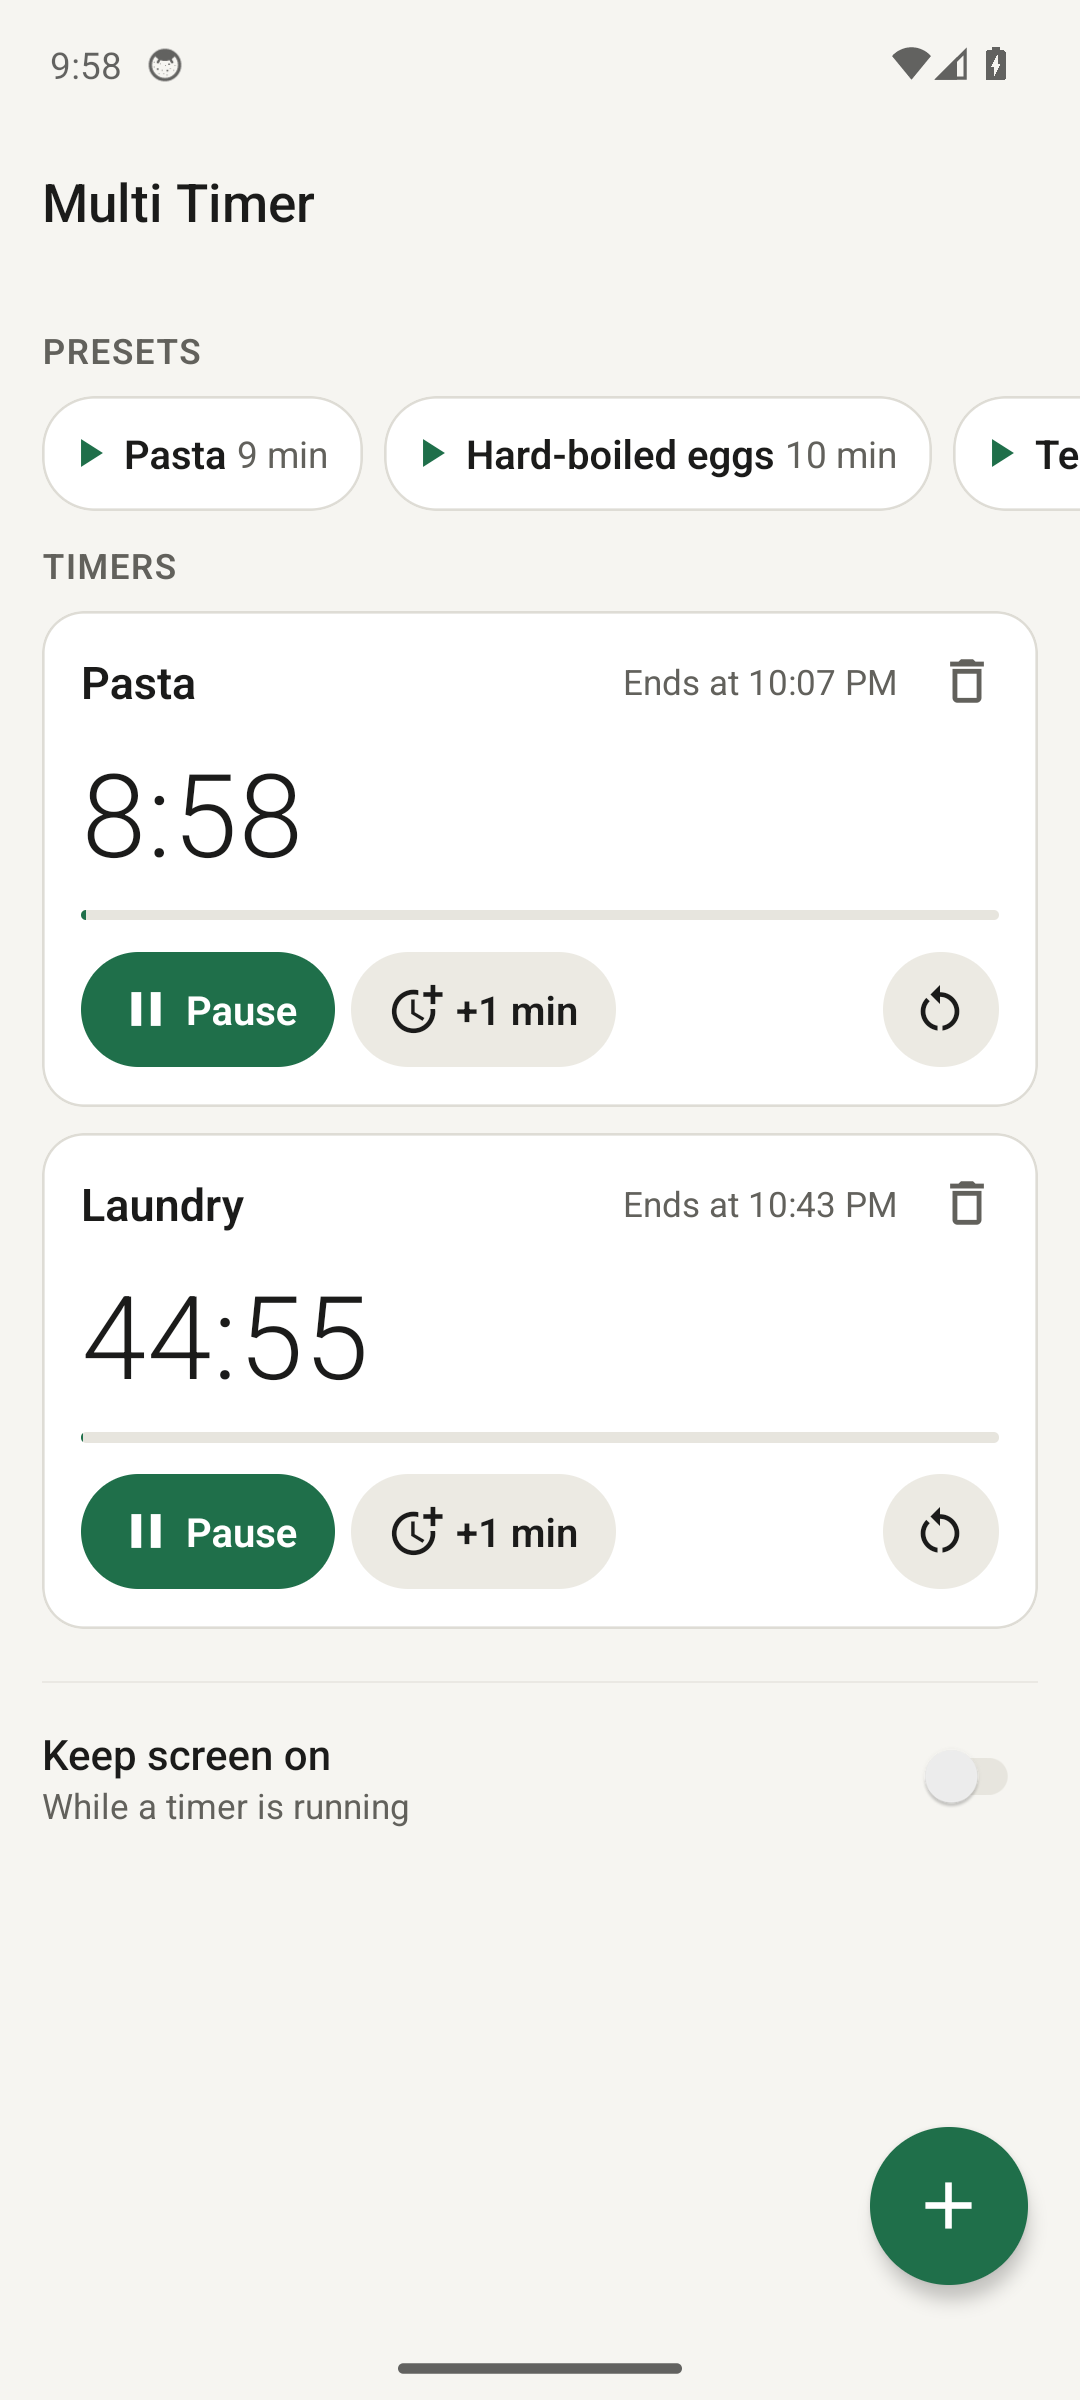 9:58
Multi Timer
PRESETS
Pasta 9 min
Hard-boiled eggs 10 min
Te
TIMERS
Pasta
Ends at 10:07 PM
8:58
Pause
+1 min
Laundry
Ends at 10:43 PM
44:55
Pause
+1 min
Keep screen on
While a timer is running